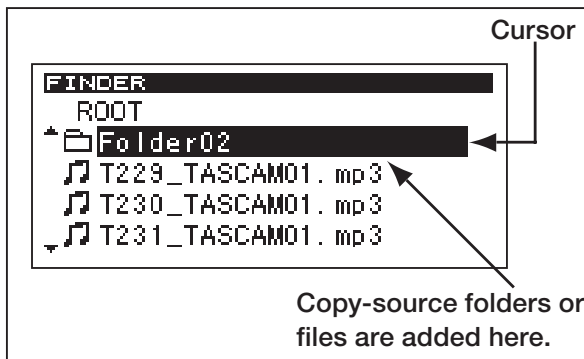 Cursor
FINDER
ROOT
Folder02
T229_TASCAM01. mp3
T230_TASCAM01. mp3
T231_TASCAM01. mp3
Copy-source folders or
files are added here.